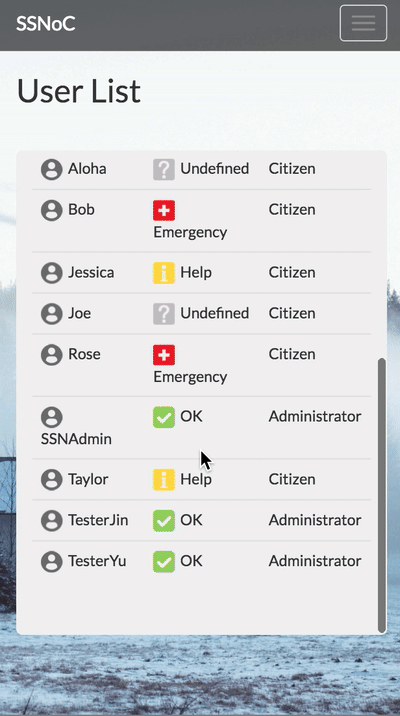 SSNoC
User List
Aloha Undefined Citizen
Bob Emergency Citizen
Jessica Help Citizen
Joe Undefined Citizen
Rose Emergency Citizen
SSNAdmin OK Administrator
Taylor Help Citizen
TesterJin OK Administrator
TesterYu OK Administrator